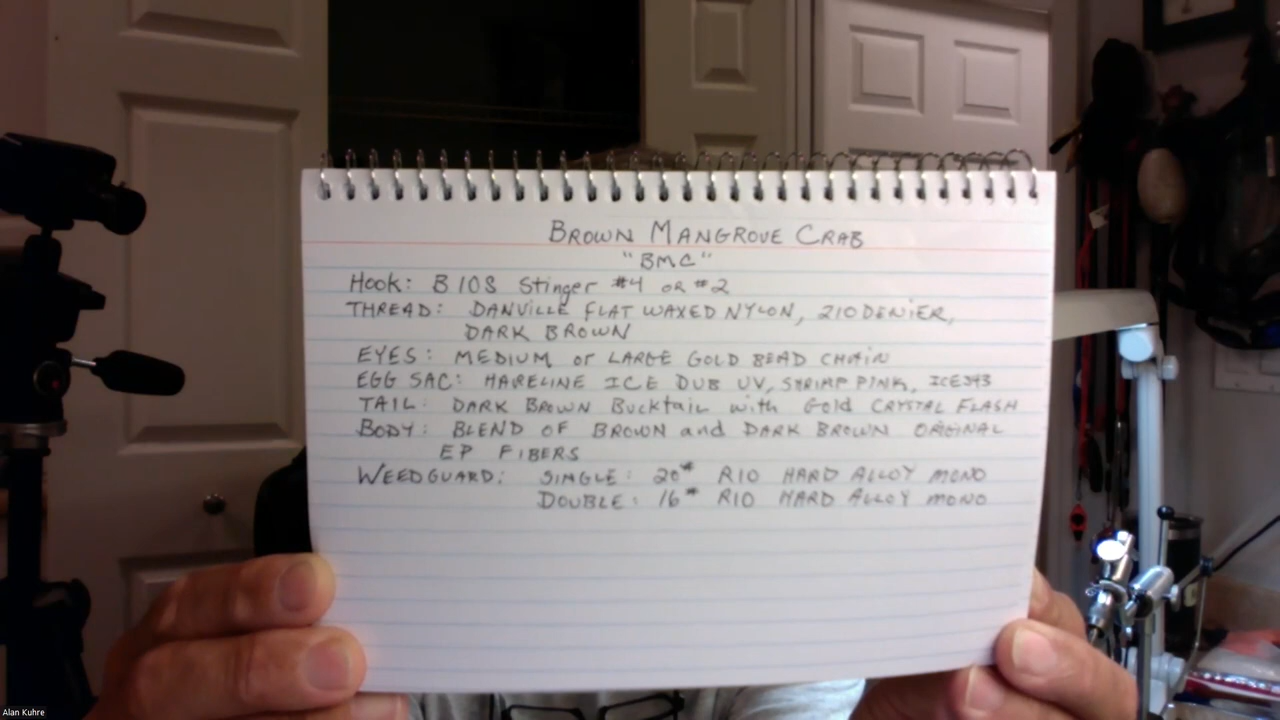 BROWN MANGROVE CRAB
"BMC"
Hook: B10S Stinger #4 OR #2
THREAD: DANVILLE FLAT WAXED NYLON, 210 DENIER,
DARK BROWN
EYES: MEDIUM or LARGE GOLD BEAD CHAIN
EGG SAC: HARELINE ICE DUB UV, SHRIMP PINK, ICE343
TAIL: DARK BROWN Bucktail with Gold CRYSTAL FLASH
BODY: BLEND OF BROWN and DARK BROWN ORIGINAL
EP FIBERS
WEEDGUARD: SINGLE: 20# RIO HARD ALLOY MONO
DOUBLE: 16# RIO HARD ALLOY MONO
Alan Kuhre